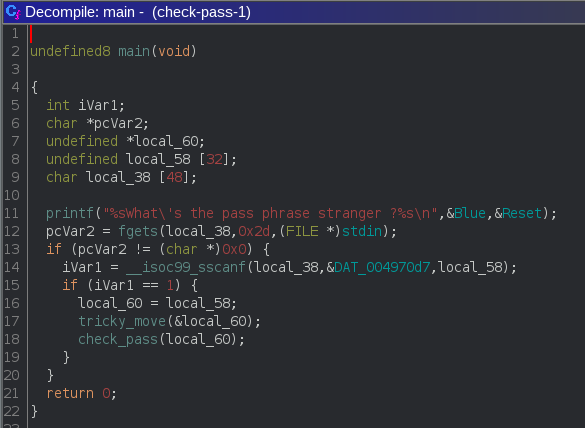 Decompile: main - (check-pass-1)
1
2 undefined8 main(void)
3
4 {
5 int iVar1;
6 char *pcVar2;
7 undefined *local_60;
8 undefined local_58 [32];
9 char local_38 [48];
10
11 printf("%sWhat\'s the pass phrase stranger ?%s\n",&Blue,&Reset);
12 pcVar2 = fgets(local_38,0x2d,(FILE *)stdin);
13 if (pcVar2 != (char *)0x0) {
14 iVar1 = __isoc99_sscanf(local_38,&DAT_004970d7,local_58);
15 if (iVar1 == 1) {
16 local_60 = local_58;
17 tricky_move(&local_60);
18 check_pass(local_60);
19 }
20 }
21 return 0;
22 }
23